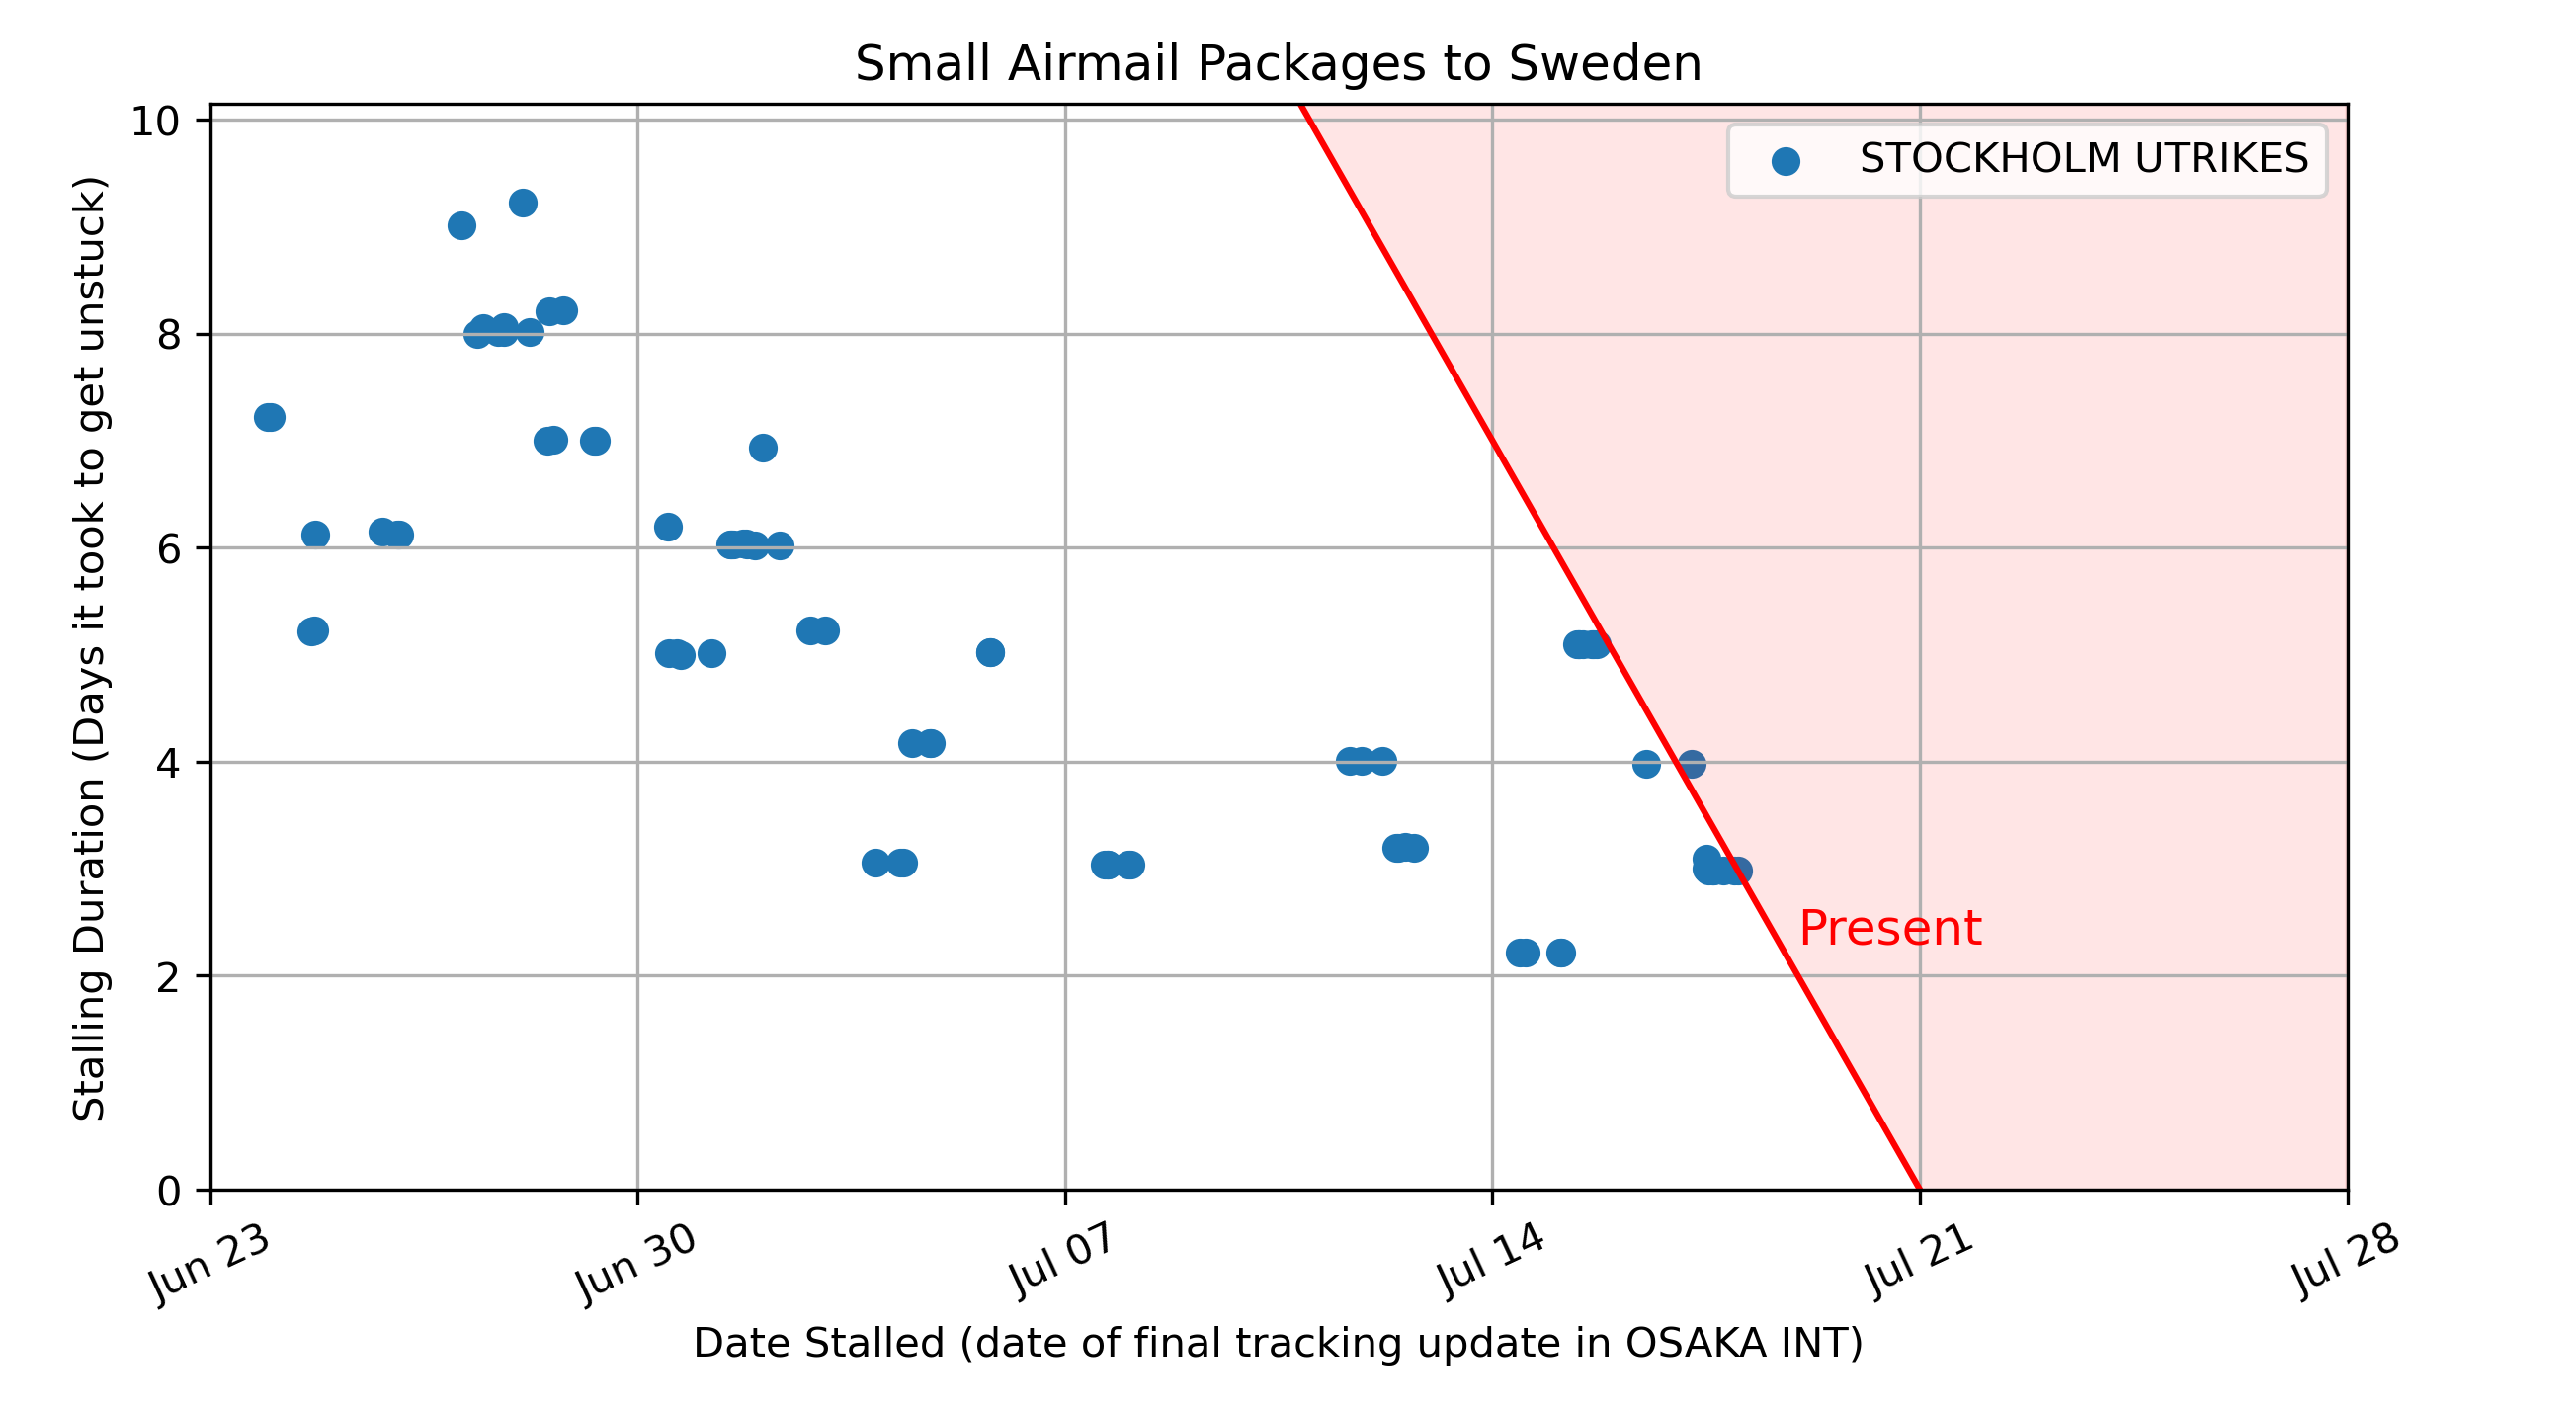 Small Airmail Packages to Sweden
STOCKHOLM UTRIKES
Stalling Duration (Days it took to get unstuck)
10
8
6
4
2
0
Present
Jun 23
Jun 30
Jul 07
Jul 14
Jul 21
Jul 28
Date Stalled (date of final tracking update in OSAKA INT)